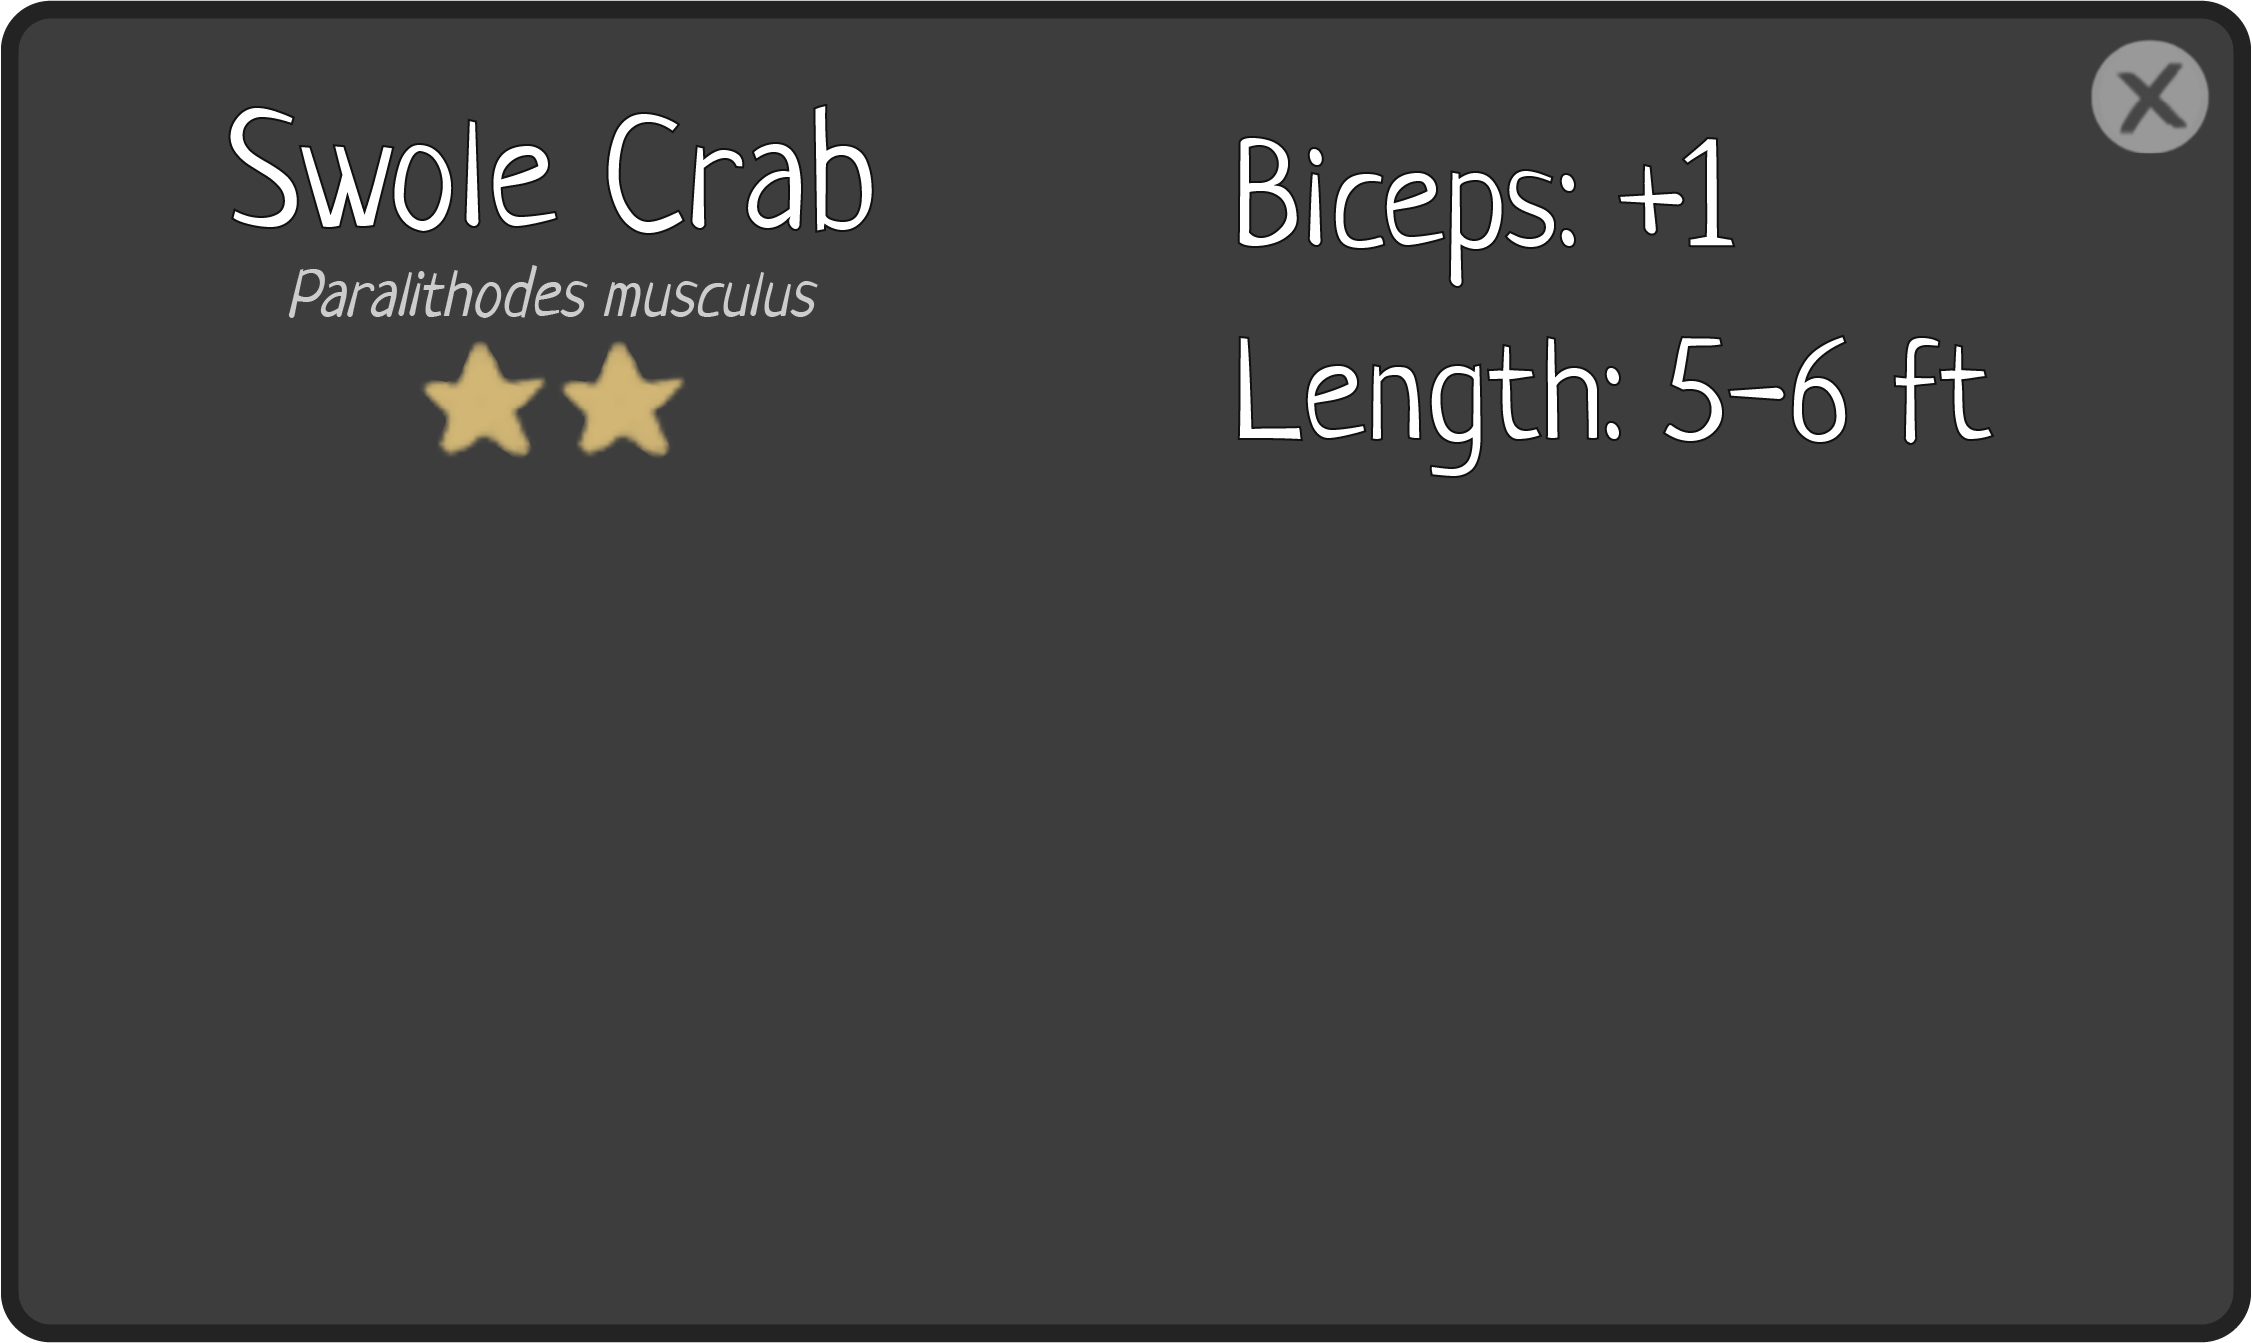 Swole Crab
Paralithodes musculus
Biceps: +1
Length: 5-6 ft
X